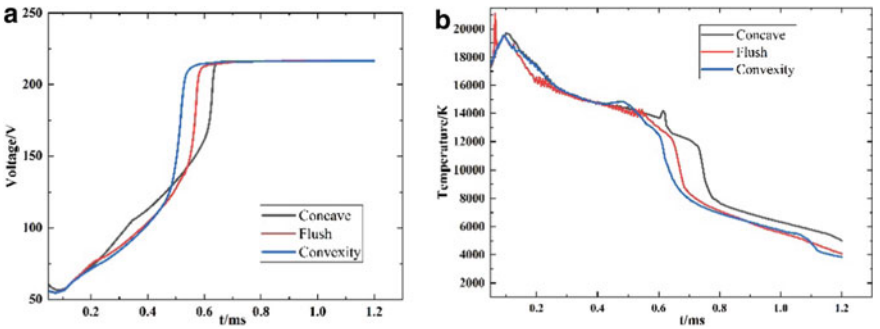 a
250
200
150
100
50
Voltage/V
0.2 0.4 0.6 0.8 1.0 1.2
t/ms
Concave
Flush
Convexity
b
20000
18000
16000
14000
12000
10000
8000
6000
4000
2000
Temperature/K
0.2 0.4 0.6 0.8 1.0 1.2
t/ms
Concave
Flush
Convexity